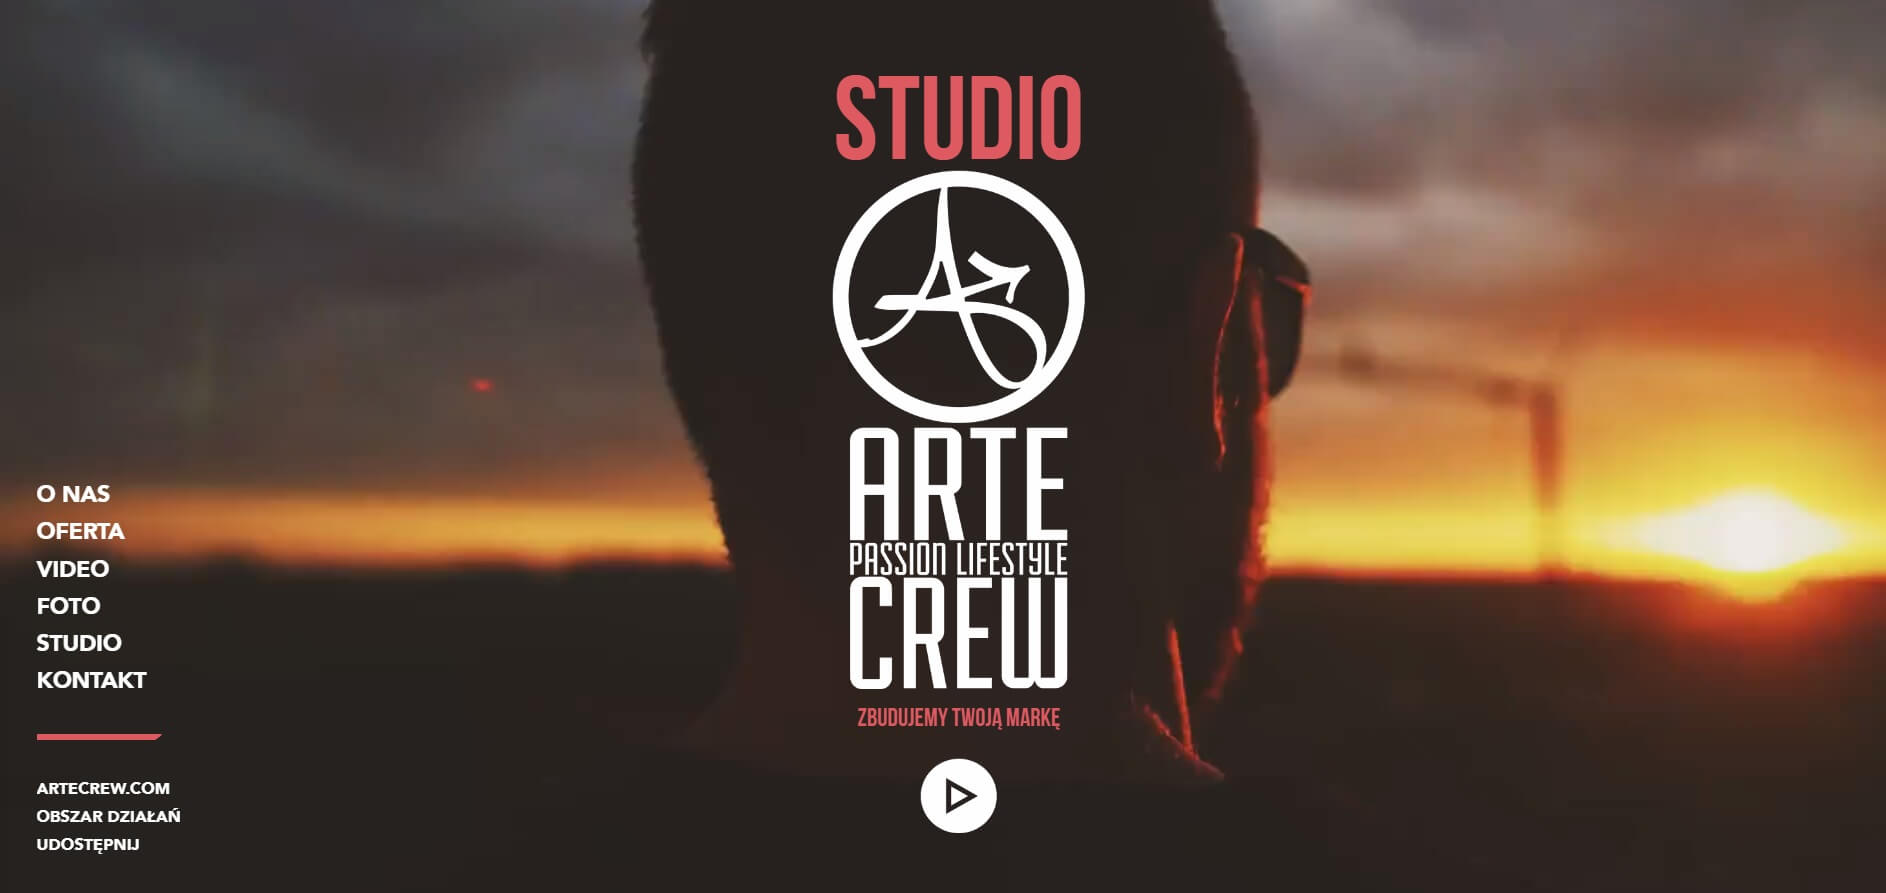 STUDIO
ARTE
PASSION LIFESTYLE
CREW
ZBUDUJEMY TWOJĄ MARKĘ
O NAS
OFERTA
VIDEO
FOTO
STUDIO
KONTAKT
ARTECREW.COM
OBSZAR DZIAŁAŃ
UDOSTĘPNIJ